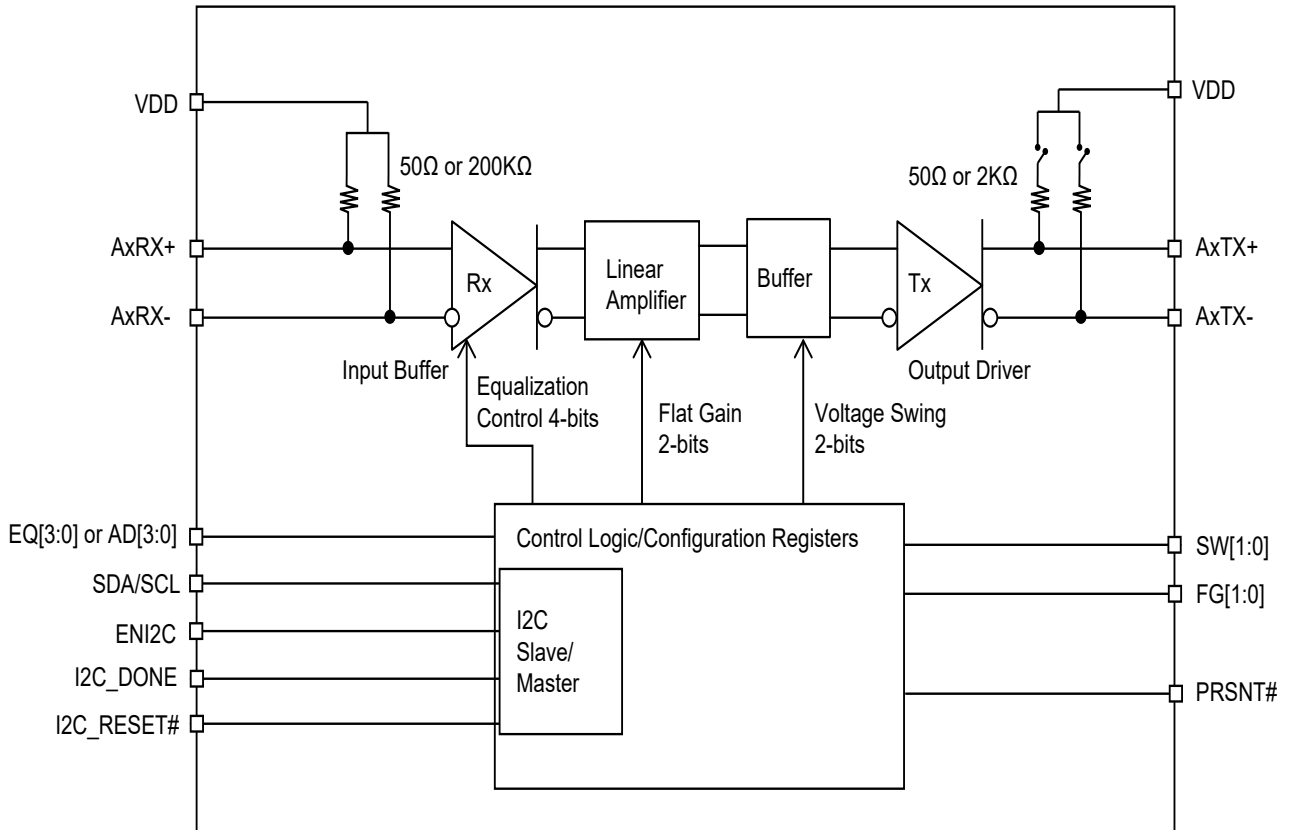 VDD
VDD
50Ω or 200KΩ
50Ω or 2KΩ
AxRX+
AxRX-
Rx
Linear
Amplifier
Buffer
Tx
AxTX+
AxTX-
Input Buffer
Output Driver
Equalization
Control 4-bits
Flat Gain
2-bits
Voltage Swing
2-bits
EQ[3:0] or AD[3:0]
SDA/SCL
ENI2C
I2C_DONE
I2C_RESET#
Control Logic/Configuration Registers
I2C
Slave/
Master
SW[1:0]
FG[1:0]
PRSNT#